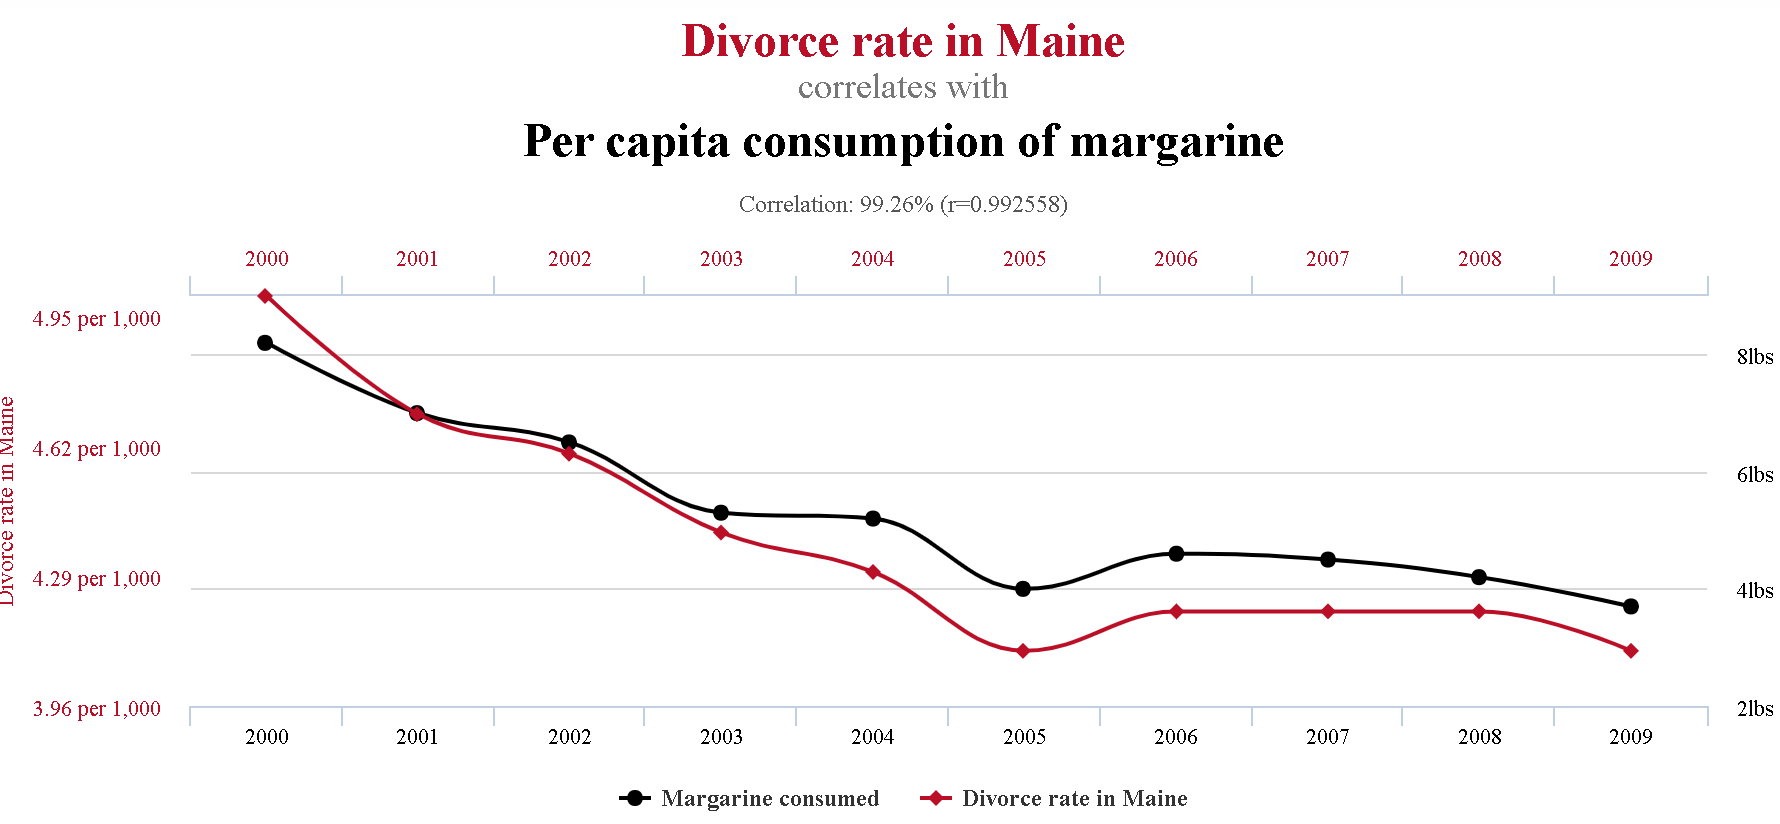 Divorce rate in Maine
correlates with
Per capita consumption of margarine
Correlation: 99.26% (r=0.992558)
2000 2001 2002 2003 2004 2005 2006 2007 2008 2009
4.95 per 1,000
8lbs
4.62 per 1,000
6lbs
Divorce rate in Maine
4.29 per 1,000
4lbs
3.96 per 1,000
2lbs
2000 2001 2002 2003 2004 2005 2006 2007 2008 2009
Margarine consumed Divorce rate in Maine